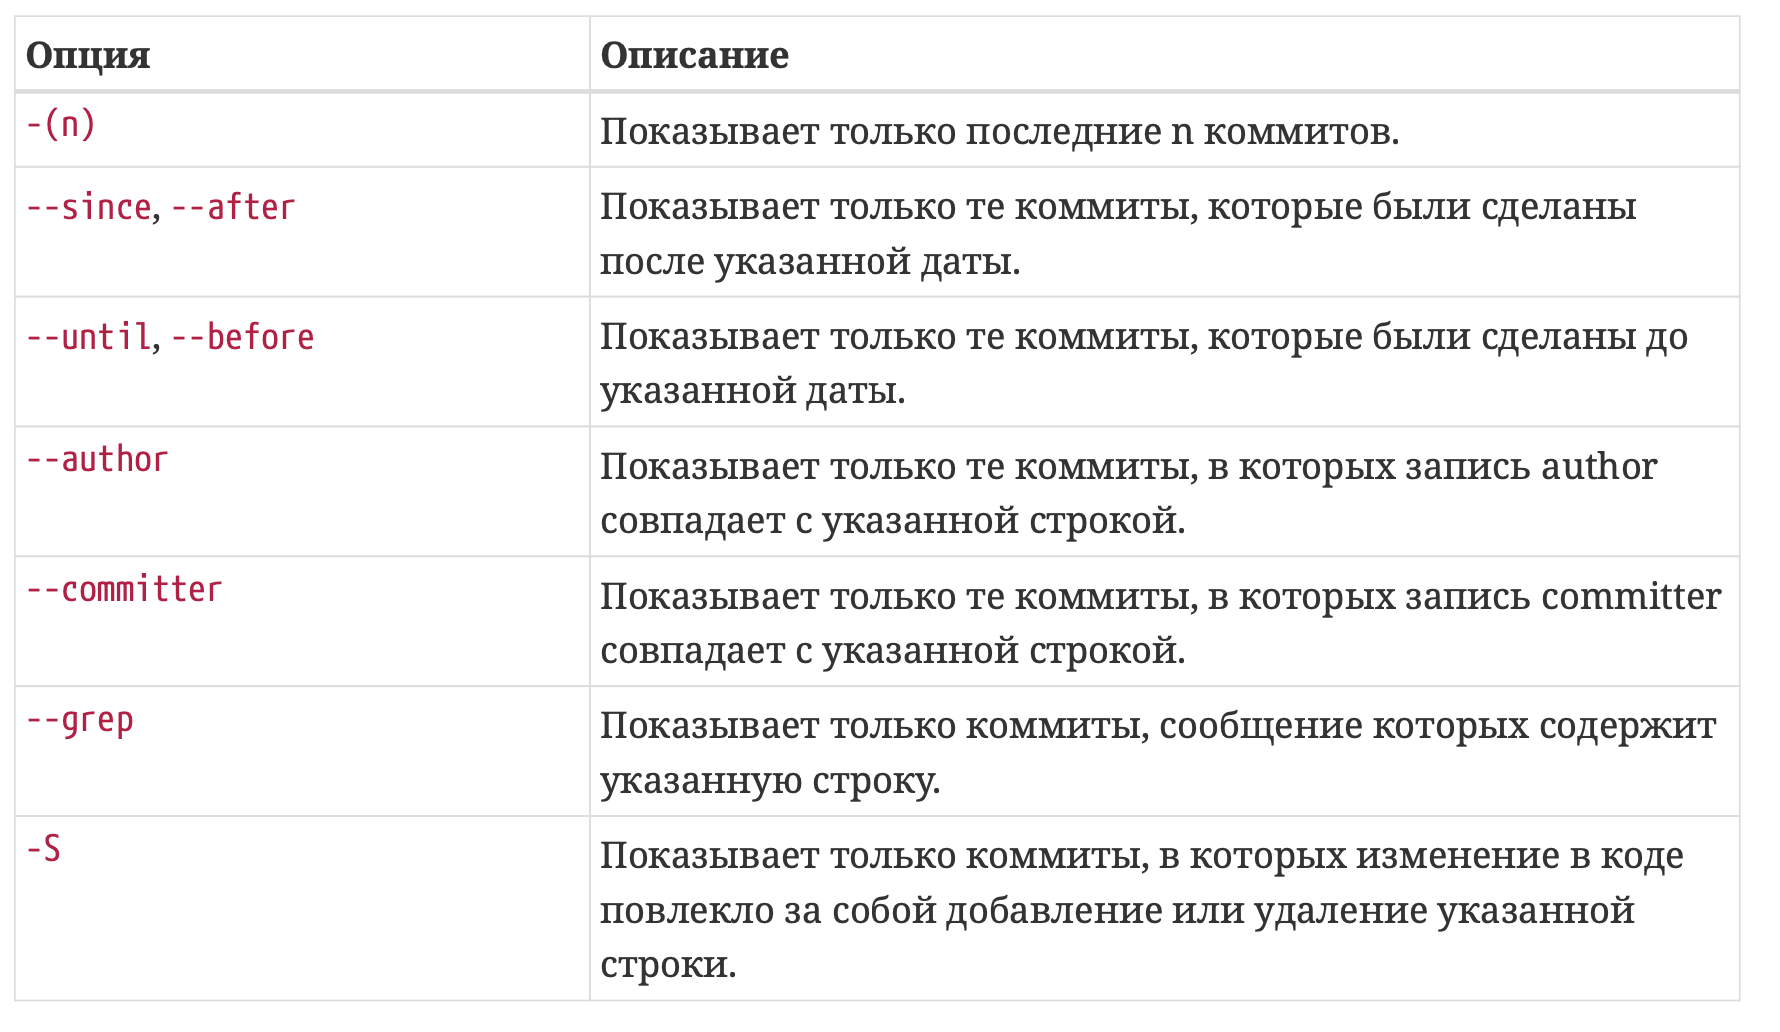 Опция
Описание
-(n)
Показывает только последние n коммитов.
--since, --after
Показывает только те коммиты, которые были сделаны
после указанной даты.
--until, --before
Показывает только те коммиты, которые были сделаны до
указанной даты.
--author
Показывает только те коммиты, в которых запись author
совпадает с указанной строкой.
--committer
Показывает только те коммиты, в которых запись committer
совпадает с указанной строкой.
--grep
Показывает только коммиты, сообщение которых содержит
указанную строку.
-S
Показывает только коммиты, в которых изменение в коде
повлекло за собой добавление или удаление указанной
строки.